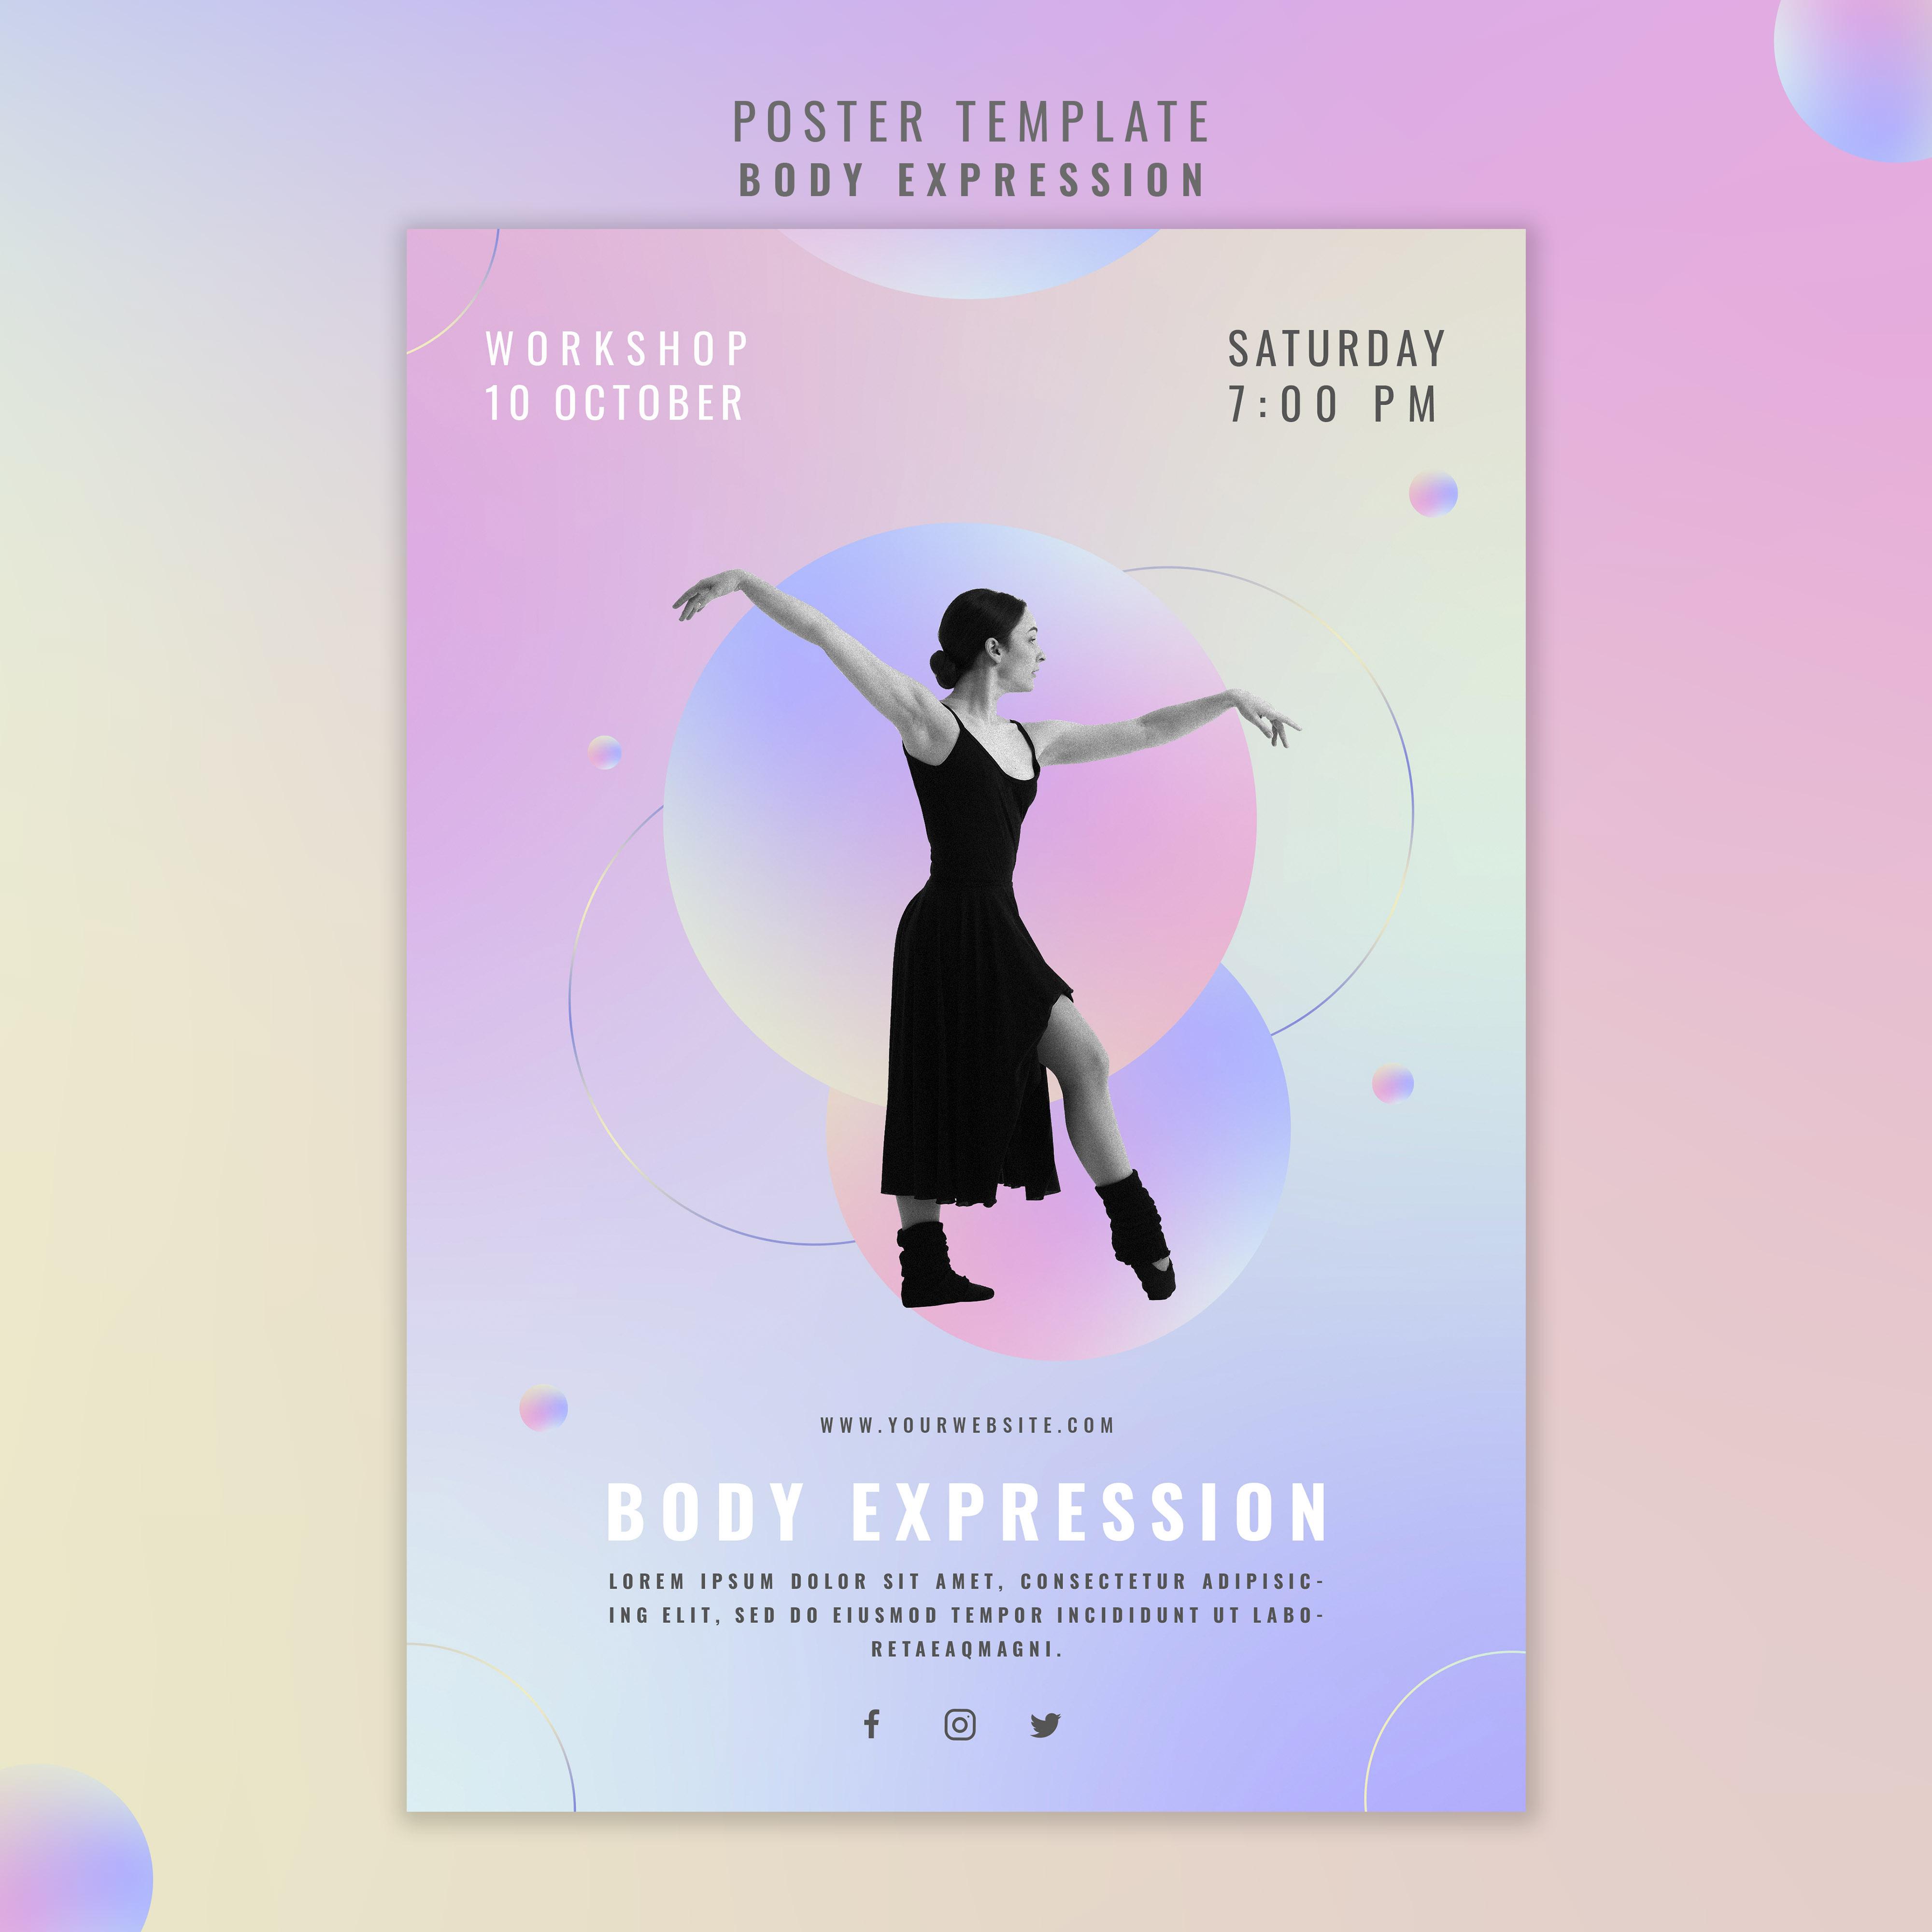 POSTER TEMPLATE
BODY EXPRESSION
WORKSHOP
10 OCTOBER
SATURDAY
7:00 PM
WWW.YOURWEBSITE.COM
BODY EXPRESSION
LOREM IPSUM DOLOR SIT AMET, CONSECTETUR ADIPISIC-
ING ELIT, SED DO EIUSMOD TEMPOR INCIDIDUNT UT LABO-
RETAEAQMAGNI.